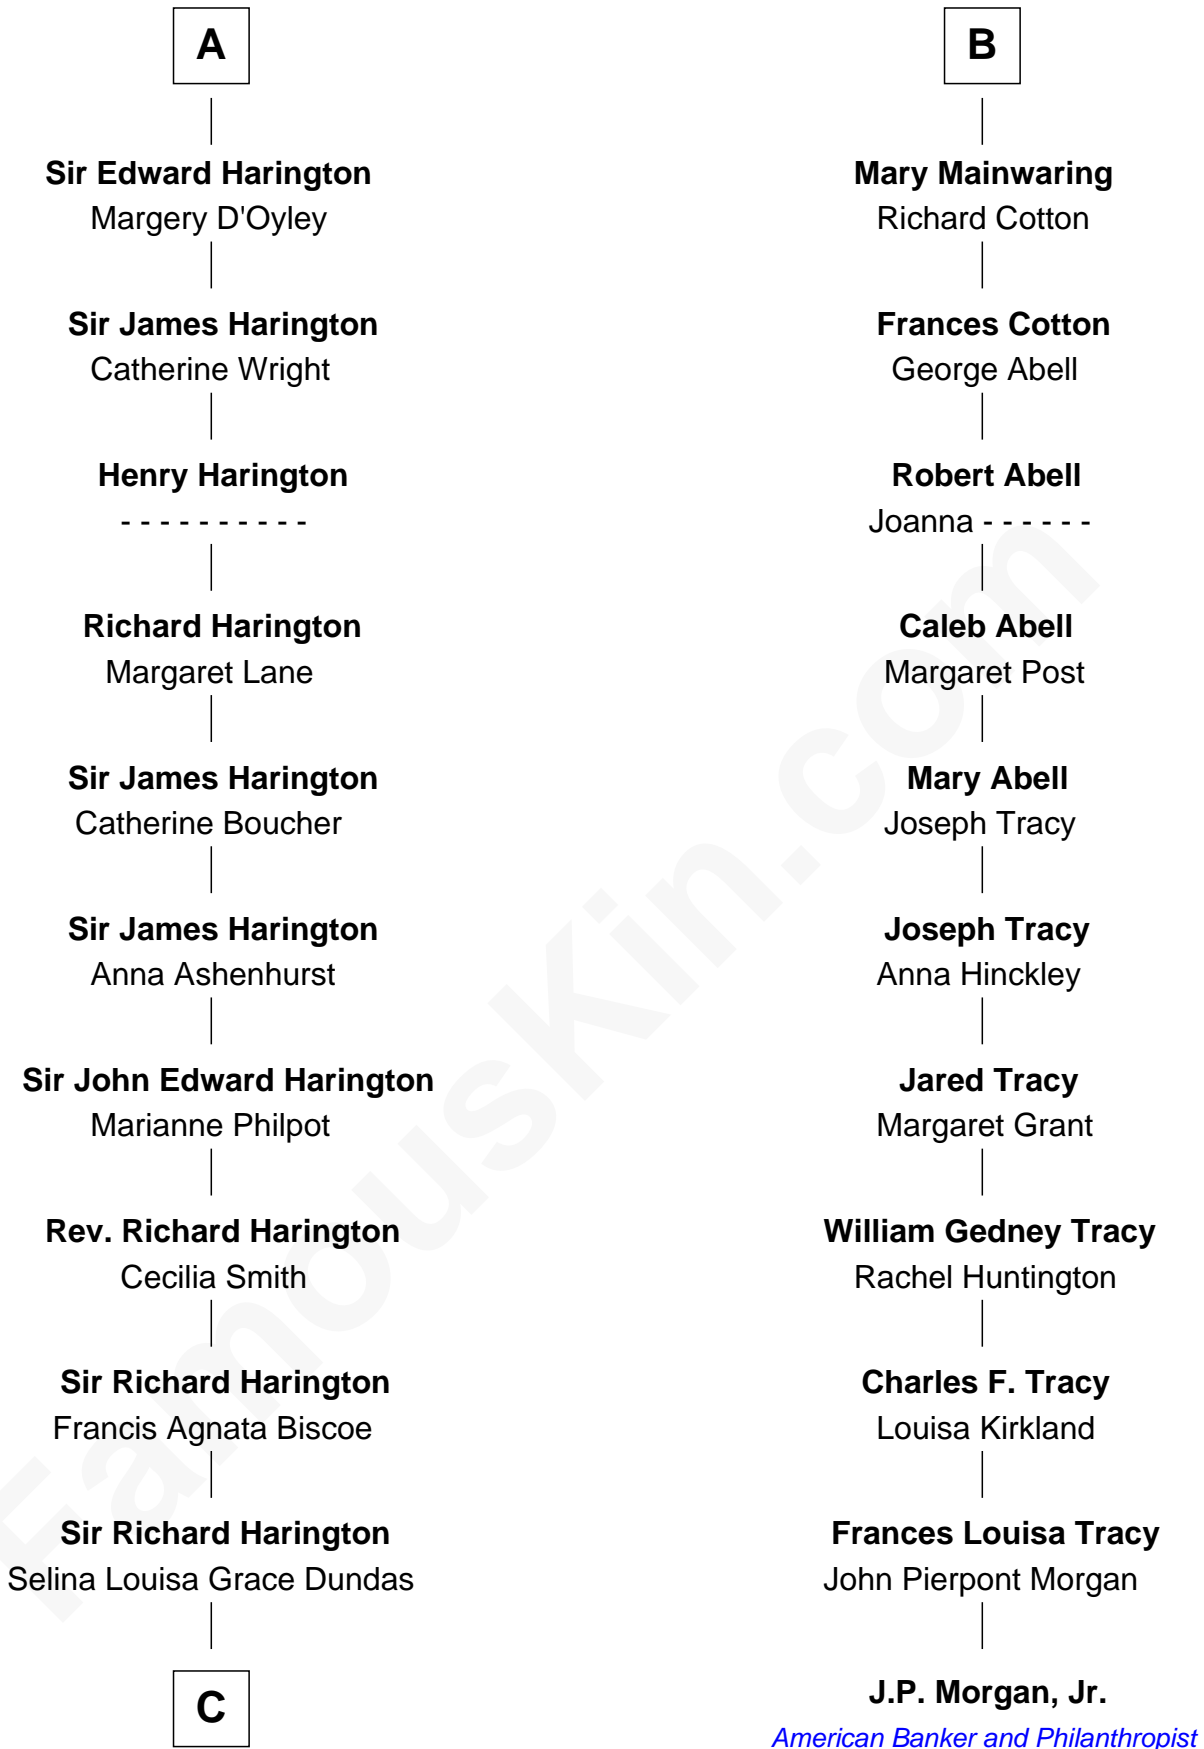 A
Sir Edward Harington
Margery D'Oyley
Sir James Harington
Catherine Wright
Henry Harington
- - - - - - - - - -
Richard Harington
Margaret Lane
Sir James Harington
Catherine Boucher
Sir James Harington
Anna Ashenhurst
Sir John Edward Harington
Marianne Philpot
Rev. Richard Harington
Cecilia Smith
Sir Richard Harington
Francis Agnata Biscoe
Sir Richard Harington
Selina Louisa Grace Dundas
C
B
Mary Mainwaring
Richard Cotton
Frances Cotton
George Abell
Robert Abell
Joanna - - - - - -
Caleb Abell
Margaret Post
Mary Abell
Joseph Tracy
Joseph Tracy
Anna Hinckley
Jared Tracy
Margaret Grant
William Gedney Tracy
Rachel Huntington
Charles F. Tracy
Louisa Kirkland
Frances Louisa Tracy
John Pierpont Morgan
J.P. Morgan, Jr.
American Banker and Philanthropist
FamousKin.com